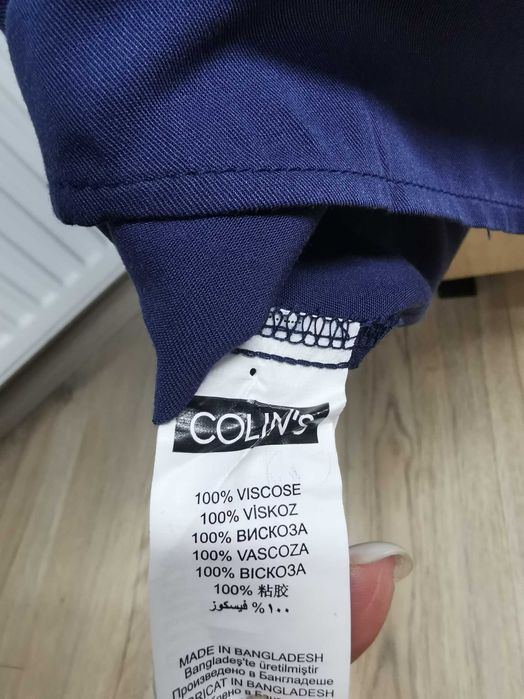 COLIN'S
100% VISCOSE
100% VİSKOZ
100% ВИСКОЗА
100% VASCOZA
100% ВІСКОЗА
100% 粘胶
٪١٠٠ فيسكوز
MADE IN BANGLADESH
Bangladeş'te üretilmiştir
Произведено в Бангладеше
FABRICAT IN BANGLADESH